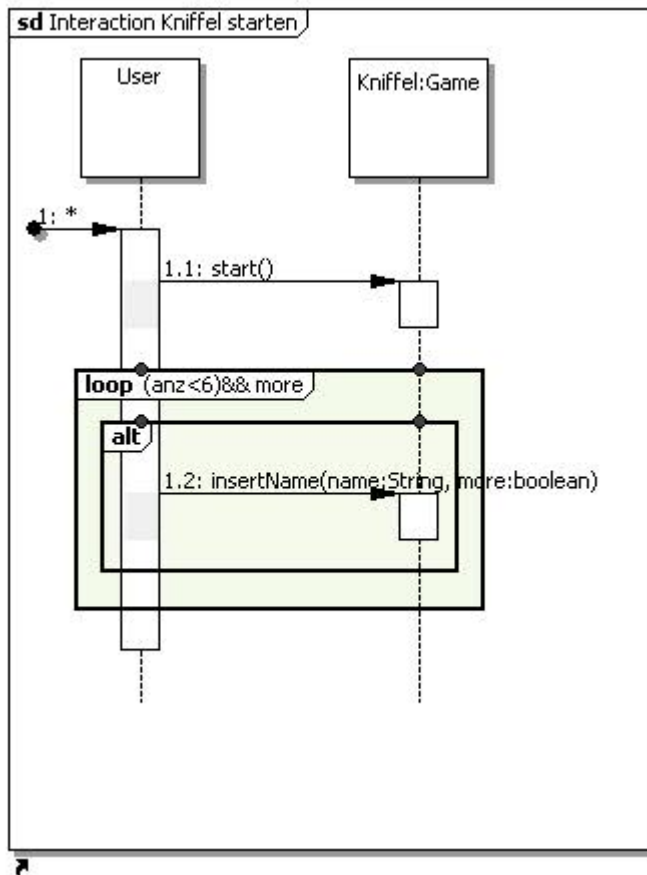 sd Interaction Kniffel starten
User
Kniffel:Game
1: *
1.1: start()
loop (anz<6)&& more
alt
1.2: insertName(name:String, more:boolean)